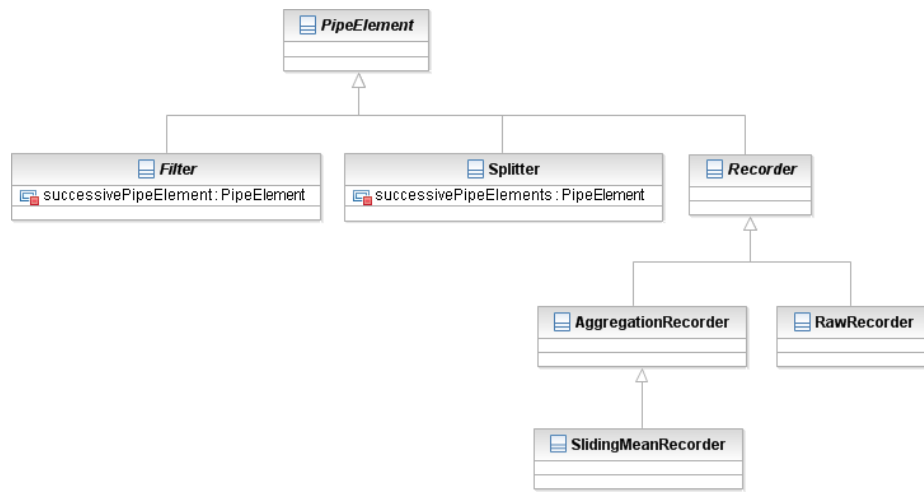 PipeElement
Filter
successivePipeElement : PipeElement
Splitter
successivePipeElements : PipeElement
Recorder
AggregationRecorder
RawRecorder
SlidingMeanRecorder